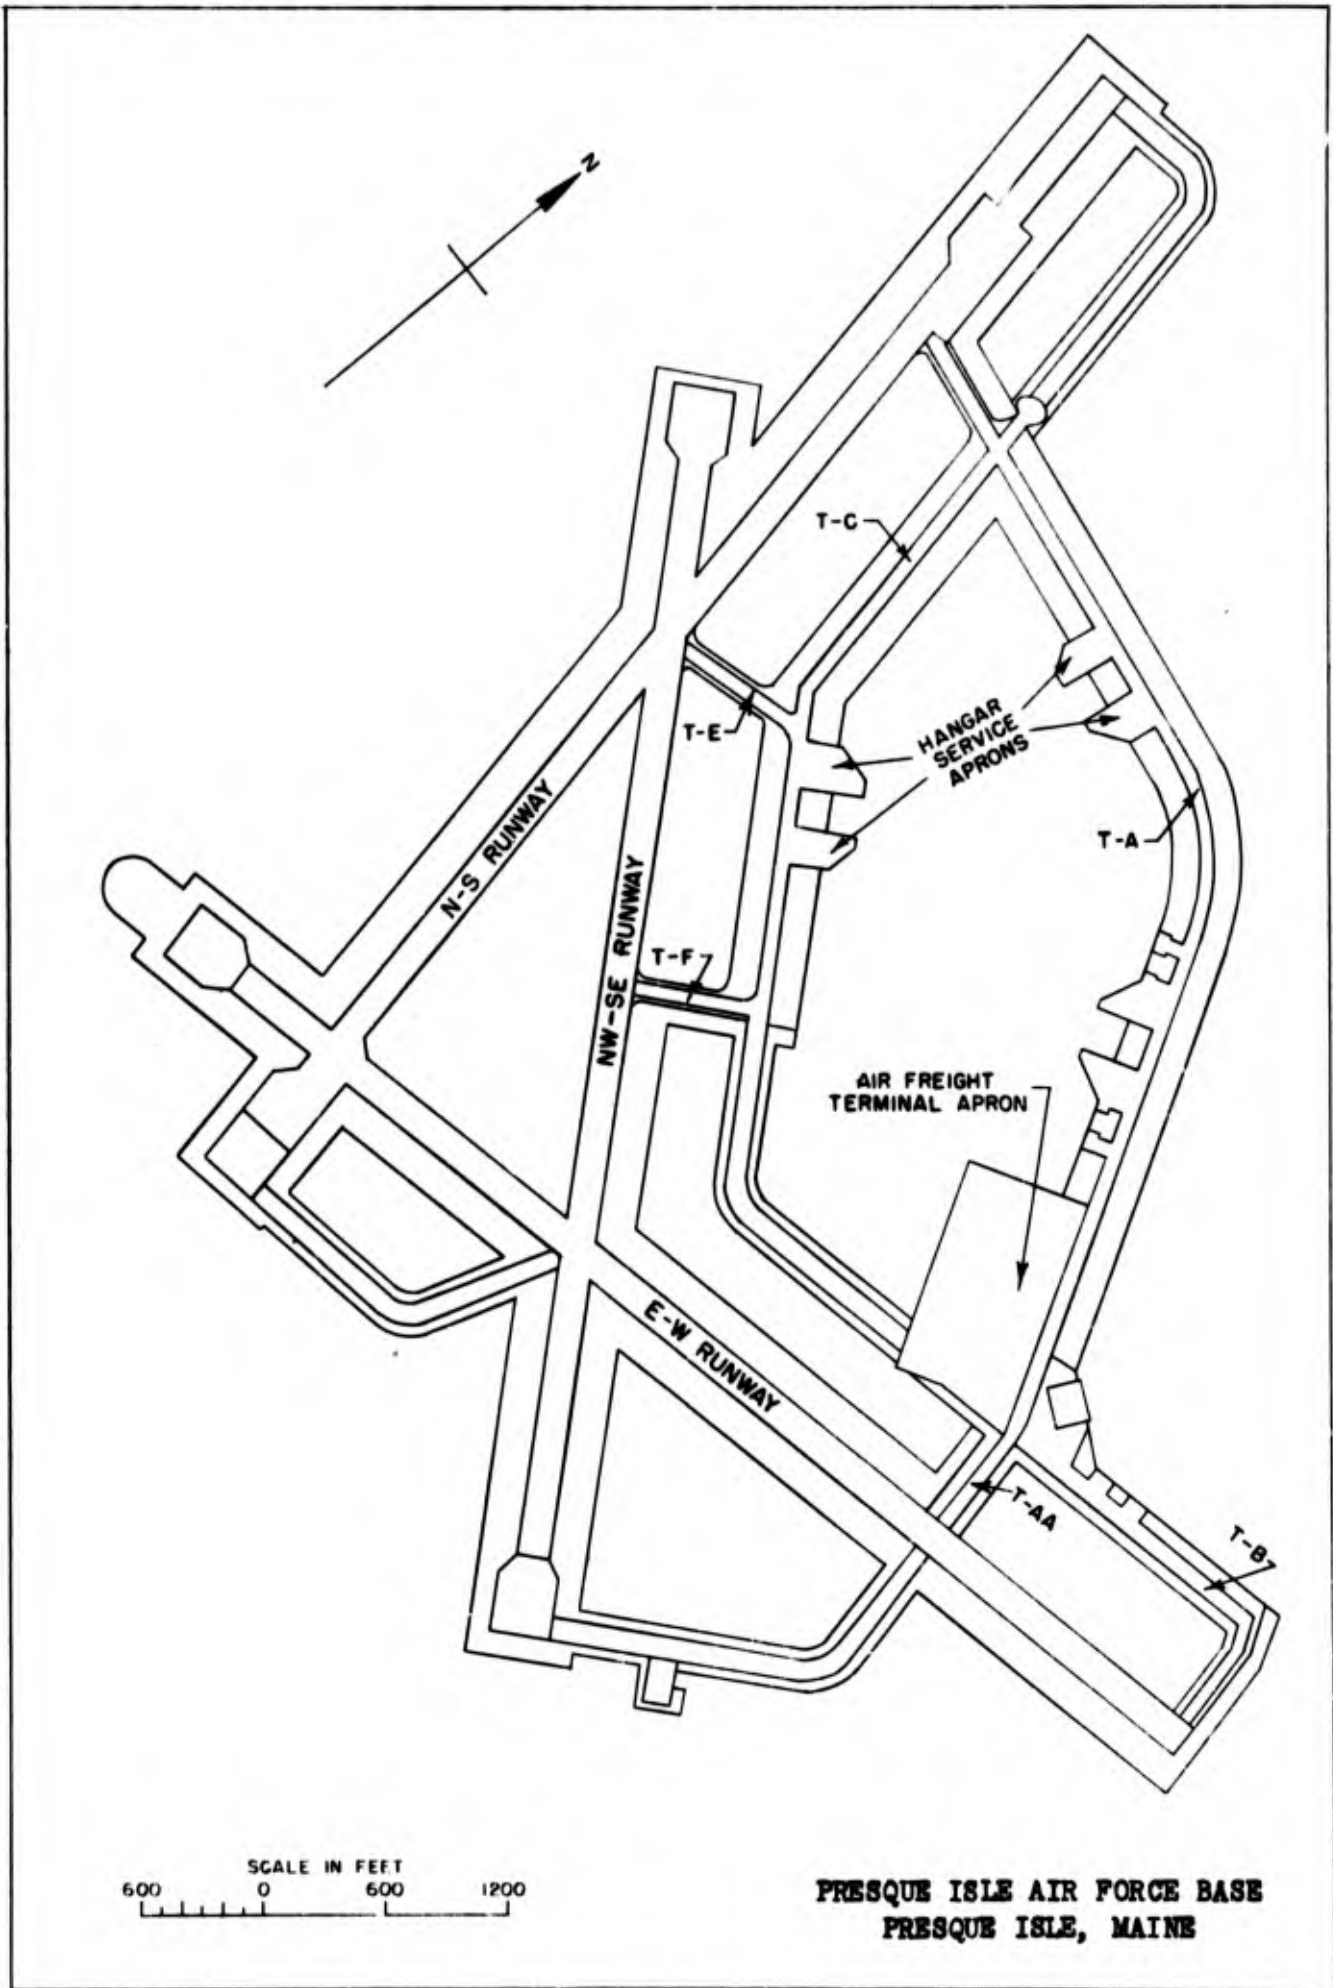 N
T-C
T-E
HANGAR
SERVICE
APRONS
T-A
N-S RUNWAY
NW-SE RUNWAY
T-F
AIR FREIGHT
TERMINAL APRON
E-W RUNWAY
T-AA
T-B
SCALE IN FEET
600 0 600 1200
PRESQUE ISLE AIR FORCE BASE
PRESQUE ISLE, MAINE